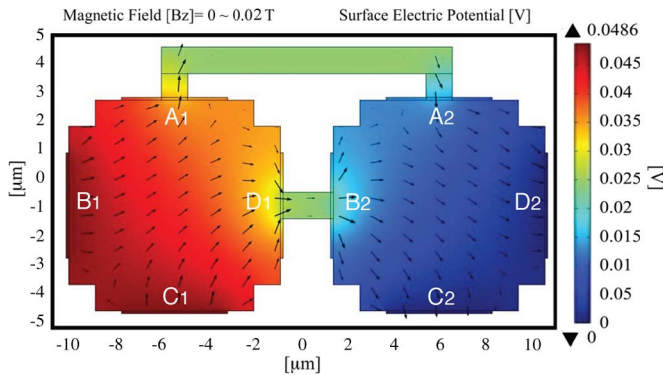 Magnetic Field [Bz]= 0 ~ 0.02 T
Surface Electric Potential [V]
5
4
3
2
1
0
-1
-2
-3
-4
-5
[µm]
A1
B1
D1
C1
A2
B2
D2
C2
-10
-8
-6
-4
-2
0
2
4
6
8
10
[µm]
0.0486
0.045
0.04
0.035
0.03
0.025
0.02
0.015
0.01
0.05
0
0
[V]